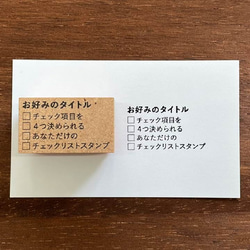 お好みのタイトル
□チェック項目を
□4つ決められる
□あなただけの
□チェックリストスタンプ
お好みのタイトル
□チェック項目を
□4つ決められる
□あなただけの
□チェックリストスタンプ